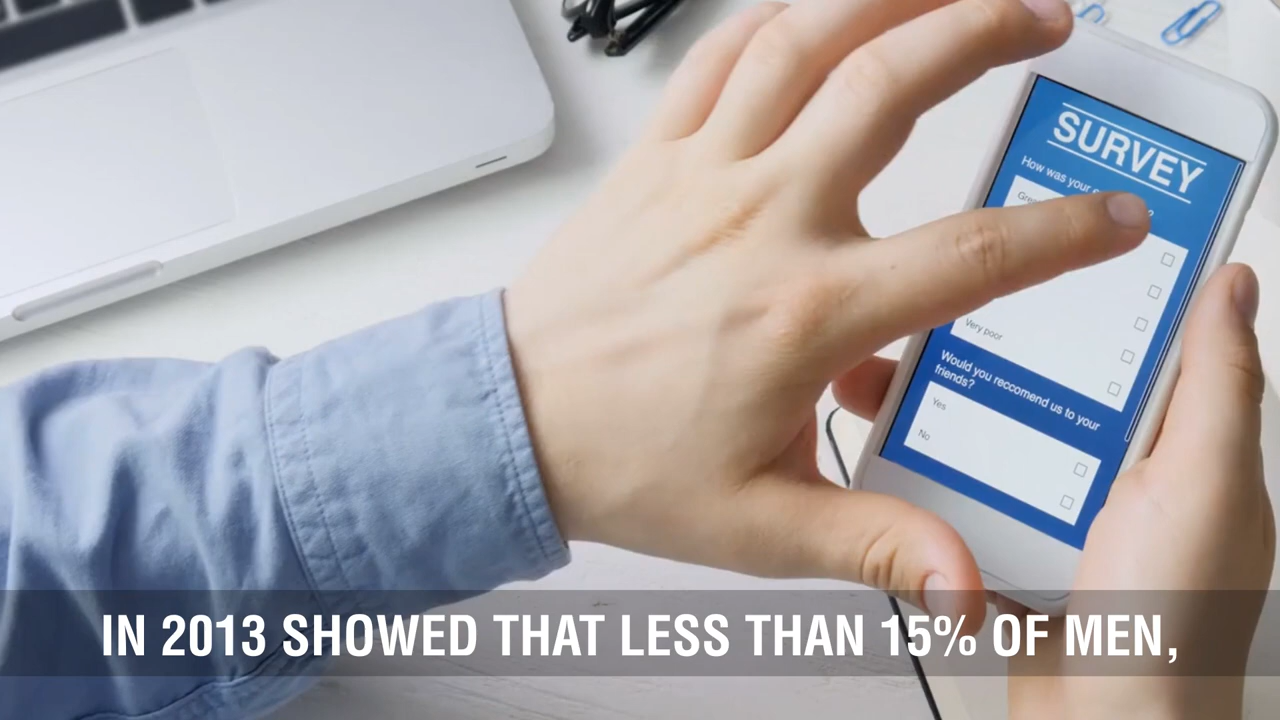 SURVEY
How was your
Very poor
Would you reccomend us to your
friends?
Yes
No
IN 2013 SHOWED THAT LESS THAN 15% OF MEN,